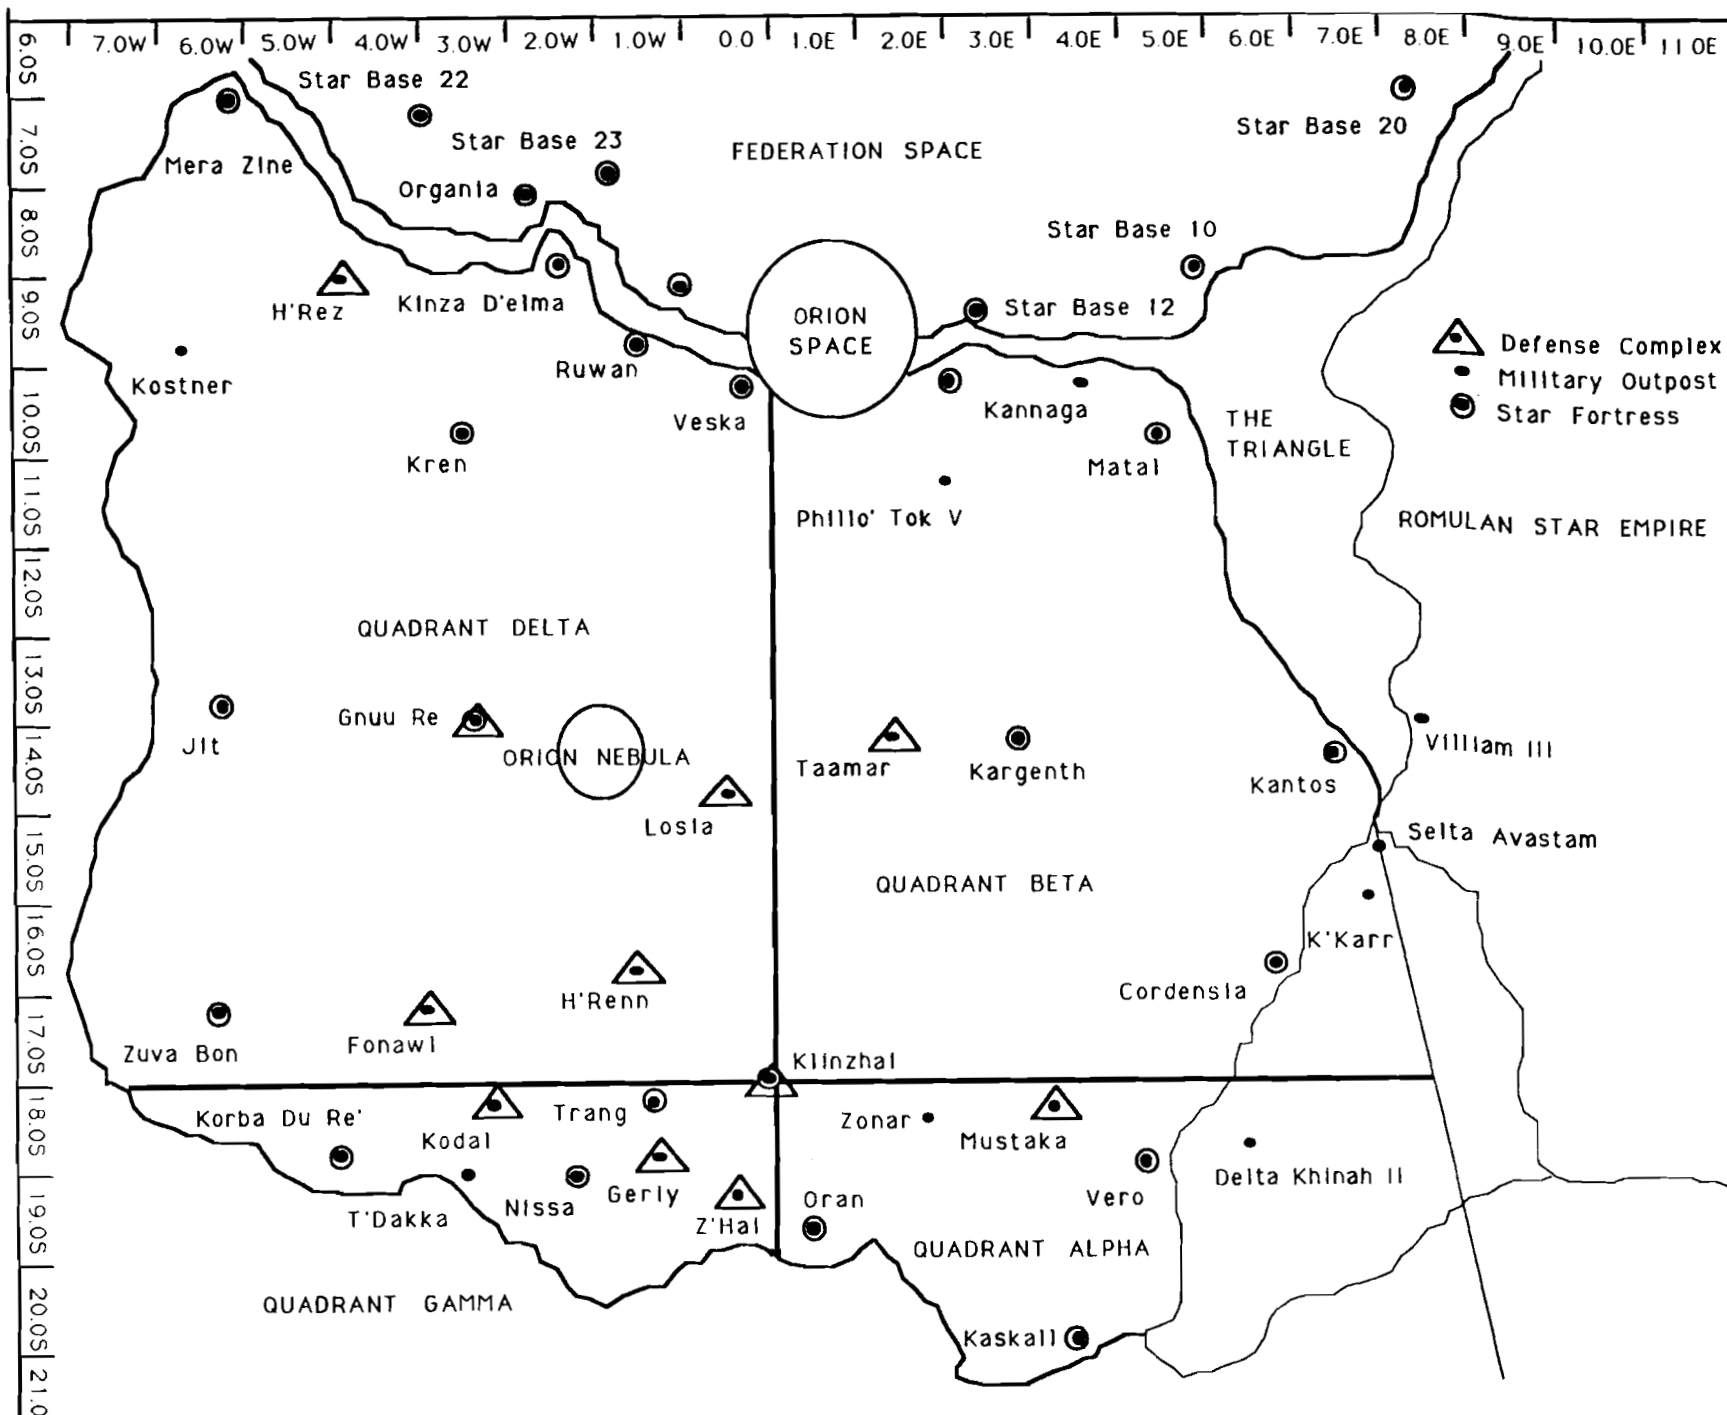 7.0W 6.0W 5.0W 4.0W 3.0W 2.0W 1.0W 0.0 1.0E 2.0E 3.0E 4.0E 5.0E 6.0E 7.0E 8.0E 9.0E 10.0E 11.0E
6.0S
7.0S
8.0S
9.0S
10.0S
11.0S
12.0S
13.0S
14.0S
15.0S
16.0S
17.0S
18.0S
19.0S
20.0S
21.0
Star Base 22
Star Base 23
FEDERATION SPACE
Star Base 20
Mera Zine
Organia
Star Base 10
H'Rez
Kinza D'elma
ORION
SPACE
Star Base 12
Defense Complex
Military Outpost
Star Fortress
Kostner
Ruwan
Veska
Kannaga
THE
TRIANGLE
Kren
Matal
Phillo' Tok V
ROMULAN STAR EMPIRE
QUADRANT DELTA
Gnuu Re
Jit
ORION NEBULA
Taamar
Kargenth
Kantos
Villiam III
Losia
Selta Avastam
QUADRANT BETA
K'Karr
H'Renn
Cordensia
Zuva Bon
Fonawi
Klinzhai
Korba Du Re'
Kodal
Trang
Zonar
Mustaka
T'Dakka
Nissa
Gerly
Z'Hal
Oran
Vero
Delta Khinah II
QUADRANT ALPHA
QUADRANT GAMMA
Kaskall